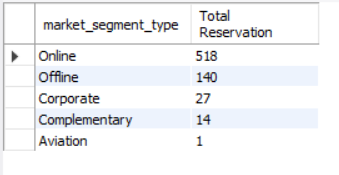 market_segment_type Total
Reservation
Online 518
Offline 140
Corporate 27
Complementary 14
Aviation 1